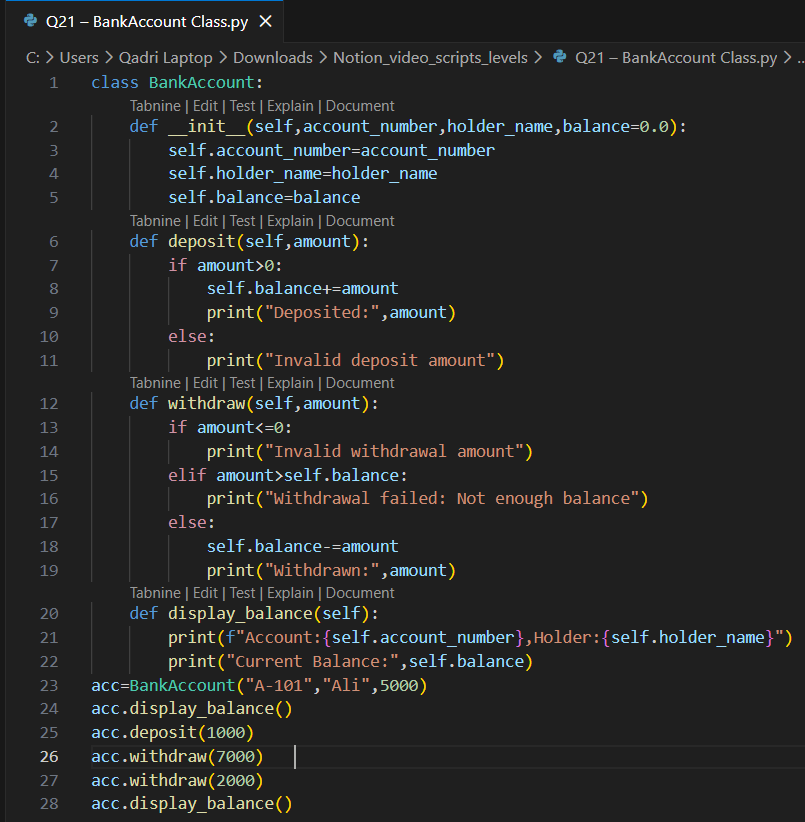 Q21 – BankAccount Class.py ×
C: > Users > Qadri Laptop > Downloads > Notion_video_scripts_levels > Q21 – BankAccount Class.py > ..
1 class BankAccount:
Tabnine | Edit | Test | Explain | Document
2     def __init__(self,account_number,holder_name,balance=0.0):
3         self.account_number=account_number
4         self.holder_name=holder_name
5         self.balance=balance
Tabnine | Edit | Test | Explain | Document
6     def deposit(self,amount):
7         if amount>0:
8             self.balance+=amount
9             print("Deposited:",amount)
10         else:
11             print("Invalid deposit amount")
Tabnine | Edit | Test | Explain | Document
12     def withdraw(self,amount):
13         if amount<=0:
14             print("Invalid withdrawal amount")
15         elif amount>self.balance:
16             print("Withdrawal failed: Not enough balance")
17         else:
18             self.balance-=amount
19             print("Withdrawn:",amount)
Tabnine | Edit | Test | Explain | Document
20     def display_balance(self):
21         print(f"Account:{self.account_number},Holder:{self.holder_name}")
22         print("Current Balance:",self.balance)
23 acc=BankAccount("A-101","Ali",5000)
24 acc.display_balance()
25 acc.deposit(1000)
26 acc.withdraw(7000)
27 acc.withdraw(2000)
28 acc.display_balance()